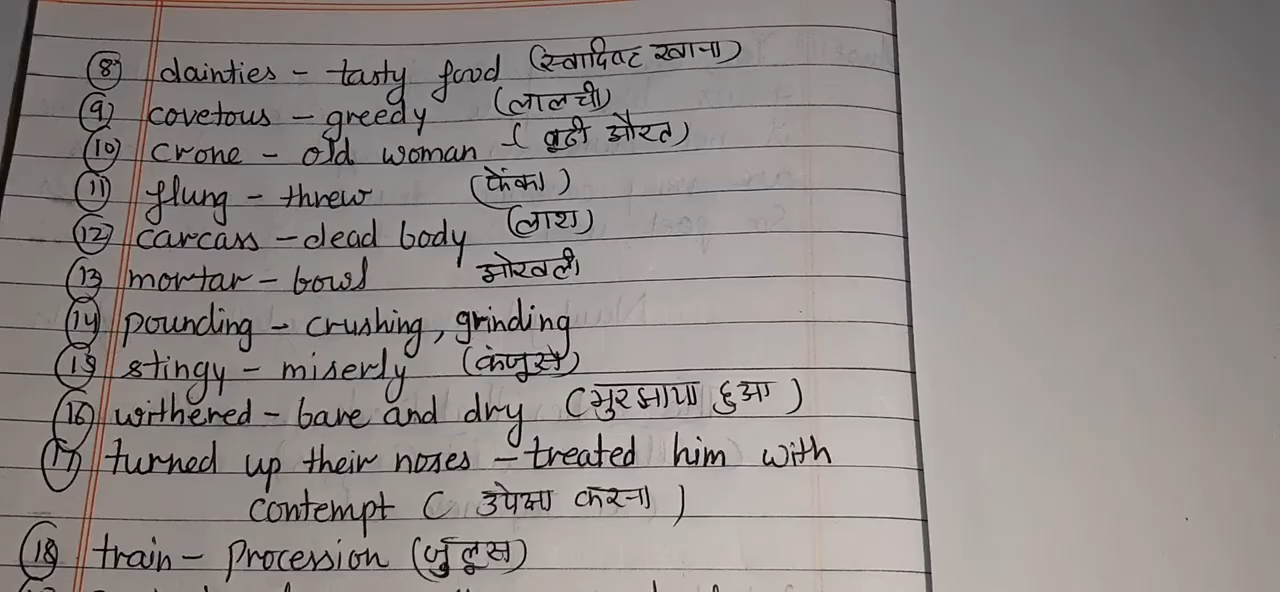 8 dainties - tasty food (स्वादिष्ट खाना)
9 covetous - greedy (लालची)
10 crone - old woman - ( बूढी औरत)
11 flung - threw (फेंका)
12 carcass - dead body (लाश)
13 mortar - bowl ओखली
14 pounding - crushing, grinding
15 stingy - miserly (कंजूस)
16 withered - bare and dry (मुरझाया हुआ)
17 turned up their noses - treated him with
contempt ( उपेक्षा करना )
18 train - Procession (जुलूस)